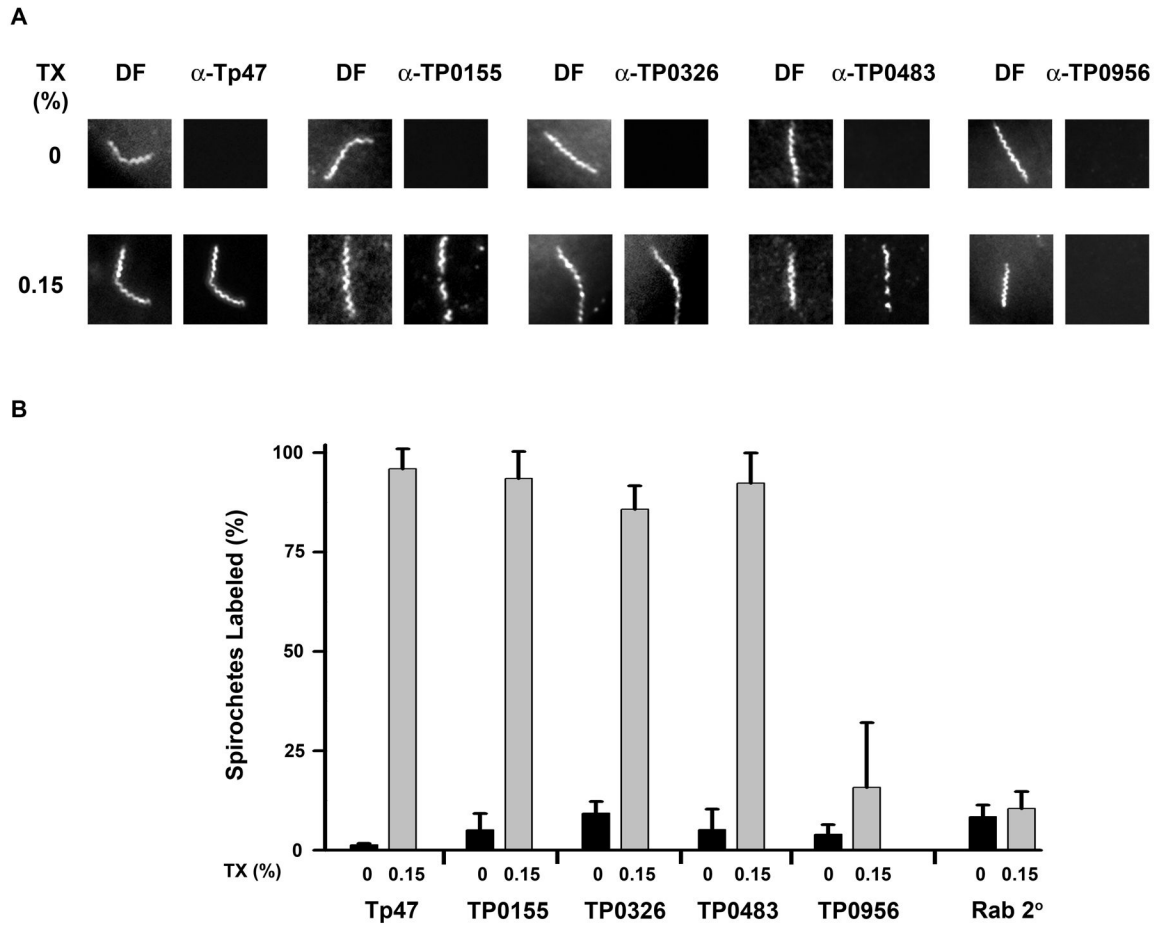 A
TX (%) DF α-Tp47 DF α-TP0155 DF α-TP0326 DF α-TP0483 DF α-TP0956
0
0.15
B
Spirochetes Labeled (%)
100
75
50
25
0
TX (%) 0 0.15 0 0.15 0 0.15 0 0.15 0 0.15 0 0.15
Tp47 TP0155 TP0326 TP0483 TP0956 Rab 2º